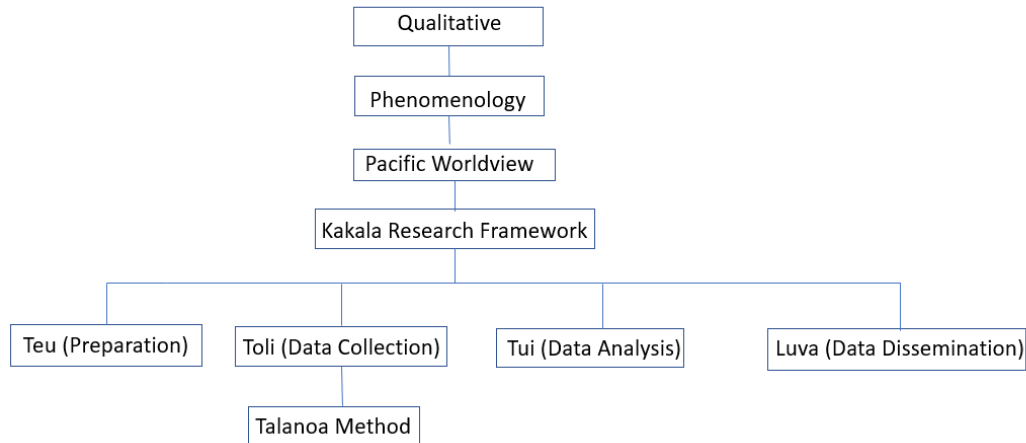 Qualitative
Phenomenology
Pacific Worldview
Kakala Research Framework
Teu (Preparation)
Toli (Data Collection)
Tui (Data Analysis)
Luva (Data Dissemination)
Talanoa Method